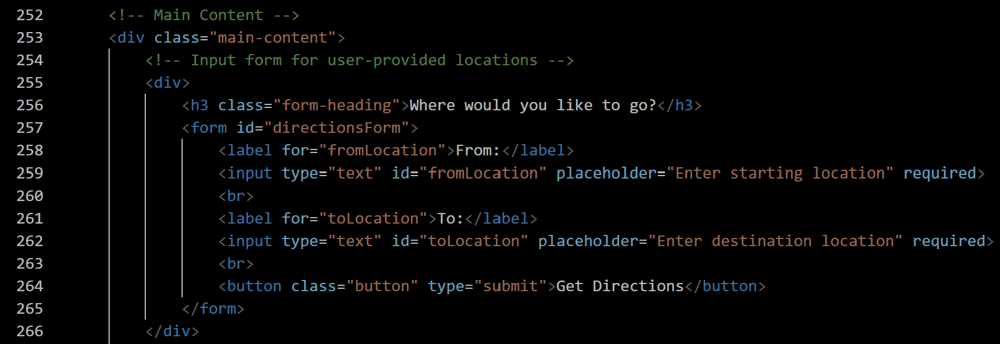 252 <!-- Main Content -->
253 <div class="main-content">
254 <!-- Input form for user-provided locations -->
255 <div>
256 <h3 class="form-heading">Where would you like to go?</h3>
257 <form id="directionsForm">
258 <label for="fromLocation">From:</label>
259 <input type="text" id="fromLocation" placeholder="Enter starting location" required>
260 <br>
261 <label for="toLocation">To:</label>
262 <input type="text" id="toLocation" placeholder="Enter destination location" required>
263 <br>
264 <button class="button" type="submit">Get Directions</button>
265 </form>
266 </div>